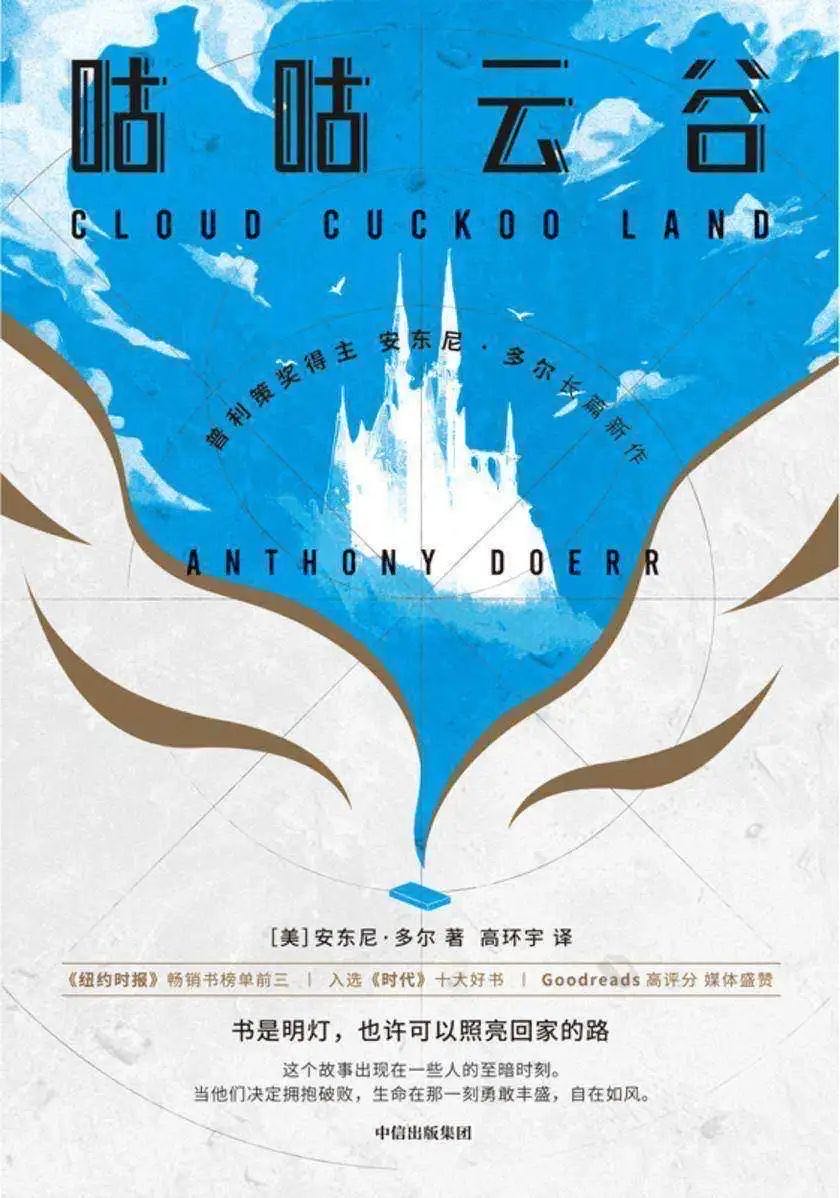 咕咕云谷
CLOUD CUCKOO LAND
普利策奖得主 安东尼·多尔长篇新作
ANTHONY DOERR
[美]安东尼·多尔 著 高环宇 译
《纽约时报》畅销书榜单前三 | 入选《时代》十大好书 | Goodreads 高评分 媒体盛赞
书是明灯，也许可以照亮回家的路
这个故事出现在一些人的至暗时刻。
当他们决定拥抱破败，生命在那一刻勇敢丰盛，自在如风。
中信出版集团